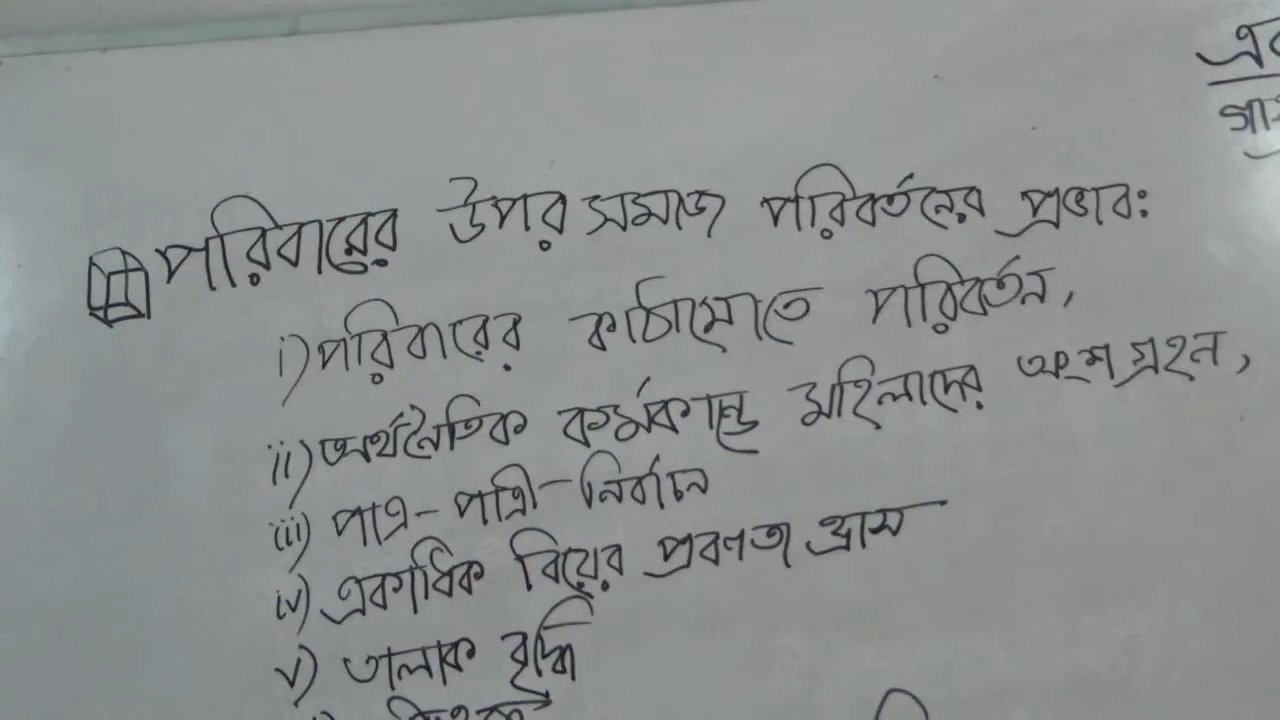 পরিবারের উপর সমাজ পরিবর্তনের প্রভাব:
i) পরিবারের কাঠামোতে পরিবর্তন,
ii) অর্থনৈতিক কর্মকান্ডে মহিলাদের অংশগ্রহন,
iii) পাত্র-পাত্রী-নির্বাচন
iv) একাধিক বিয়ের প্রবণতা হ্রাস
v) তালাক বৃদ্ধি